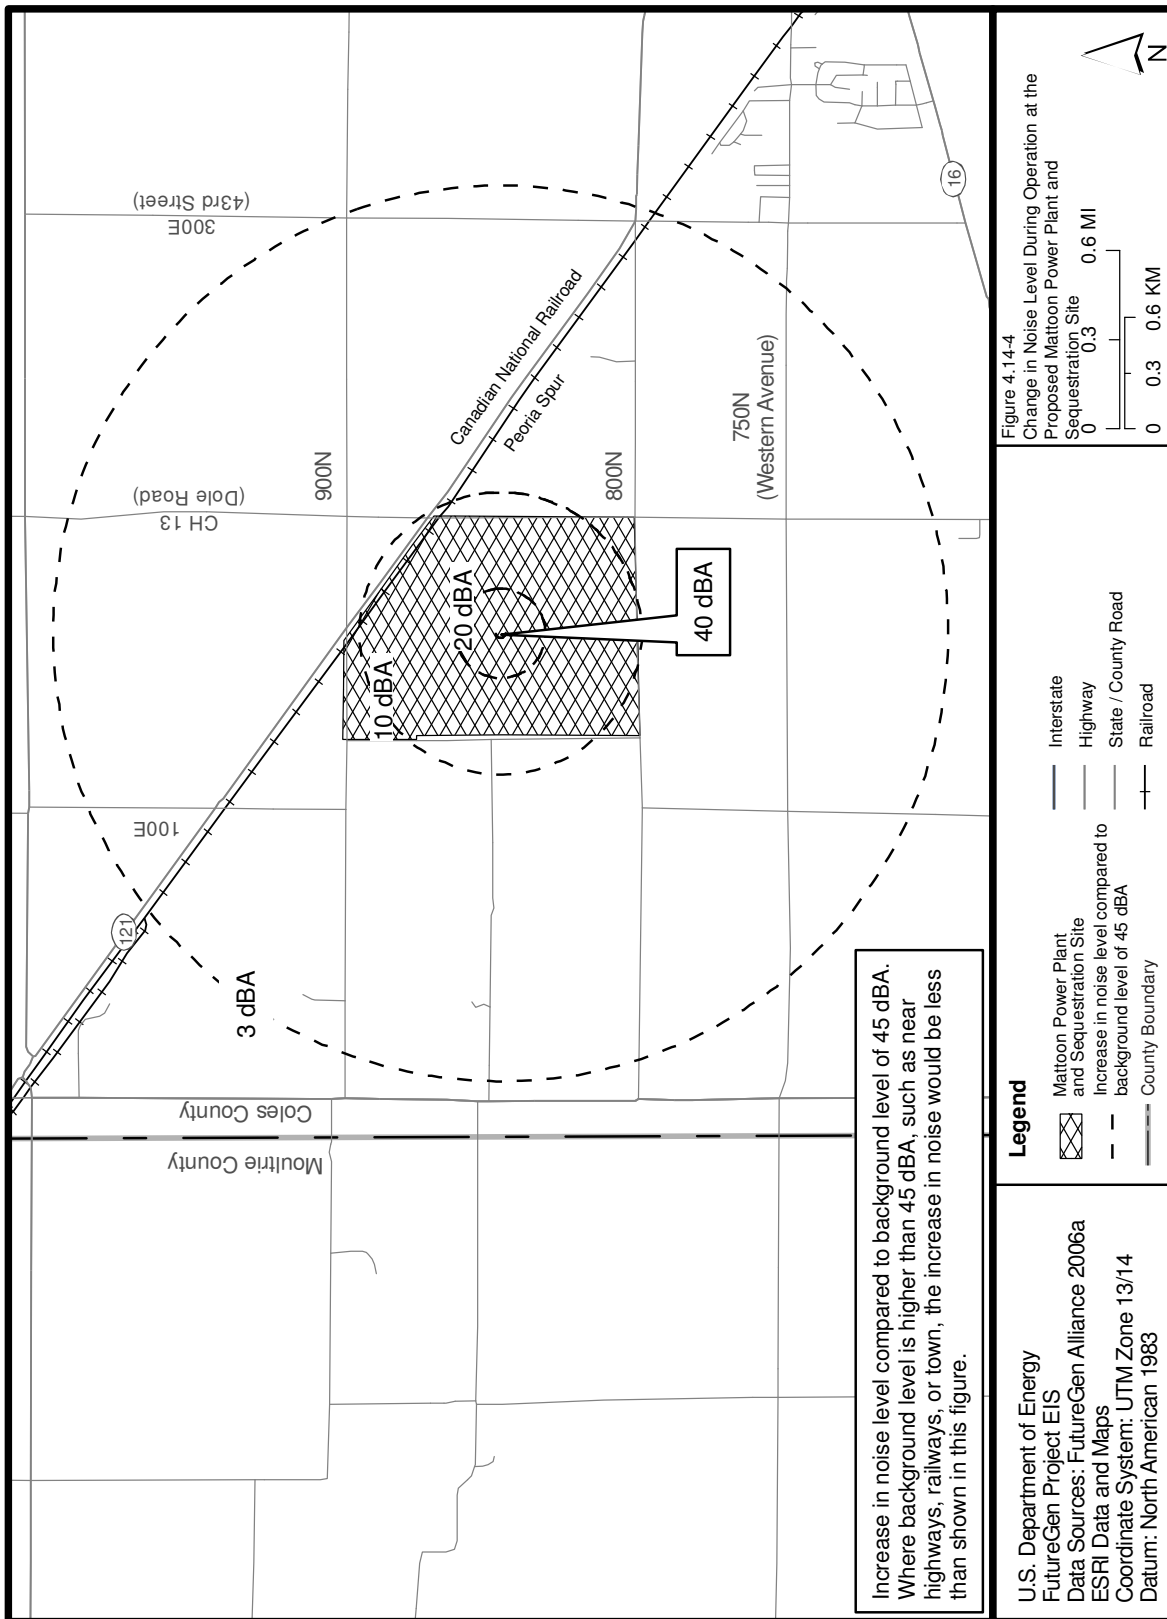 Moultrie County
Coles County
121
100E
CH 13
(Dole Road)
300E
(43rd Street)
900N
800N
750N
(Western Avenue)
Canadian National Railroad
Peoria Spur
16
3 dBA
10 dBA
20 dBA
40 dBA
Increase in noise level compared to background level of 45 dBA.
Where background level is higher than 45 dBA, such as near
highways, railways, or town, the increase in noise would be less
than shown in this figure.
U.S. Department of Energy
FutureGen Project EIS
Data Sources: FutureGen Alliance 2006a
ESRI Data and Maps
Coordinate System: UTM Zone 13/14
Datum: North American 1983
Legend
Mattoon Power Plant
and Sequestration Site
Increase in noise level compared to
background level of 45 dBA
County Boundary
Interstate
Highway
State / County Road
Railroad
Figure 4.14-4
Change in Noise Level During Operation at the
Proposed Mattoon Power Plant and
Sequestration Site
0 0.3 0.6 MI
0 0.3 0.6 KM
N